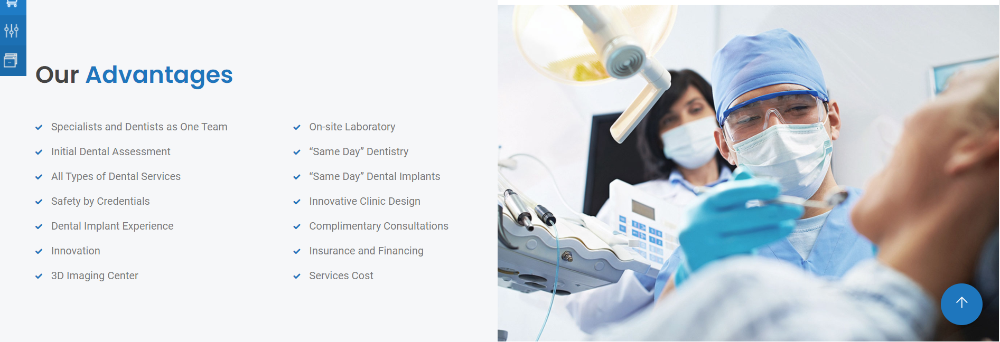 Our Advantages
Specialists and Dentists as One Team
Initial Dental Assessment
All Types of Dental Services
Safety by Credentials
Dental Implant Experience
Innovation
3D Imaging Center
On-site Laboratory
“Same Day” Dentistry
“Same Day” Dental Implants
Innovative Clinic Design
Complimentary Consultations
Insurance and Financing
Services Cost